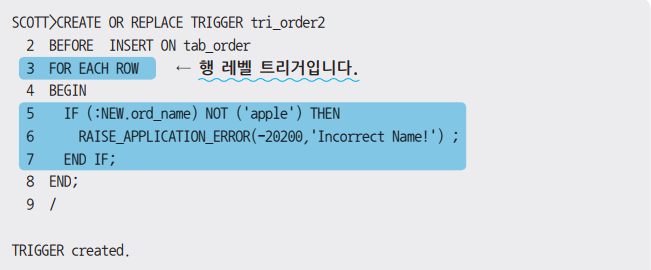 SCOTT>CREATE OR REPLACE TRIGGER tri_order2
2 BEFORE INSERT ON tab_order
3 FOR EACH ROW ← 행 레벨 트리거입니다.
4 BEGIN
5 IF (:NEW.ord_name) NOT ('apple') THEN
6 RAISE_APPLICATION_ERROR(-20200,'Incorrect Name!') ;
7 END IF;
8 END;
9 /
TRIGGER created.